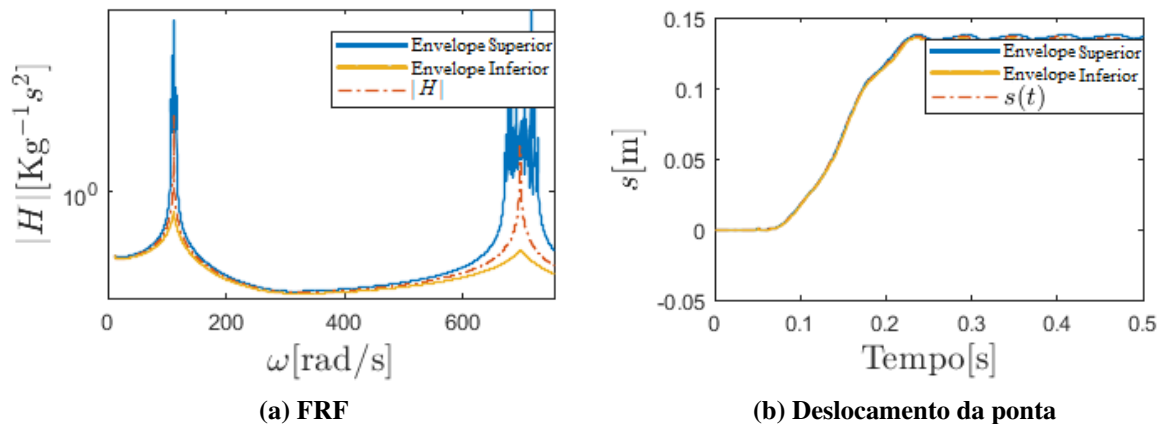 Envelope Superior
Envelope Inferior
|H|
|H|[Kg⁻¹s²]
10⁰
0
200
400
600
ω[rad/s]
(a) FRF
0.15
0.1
0.05
0
-0.05
s[m]
Envelope Superior
Envelope Inferior
s(t)
0
0.1
0.2
0.3
0.4
0.5
Tempo[s]
(b) Deslocamento da ponta